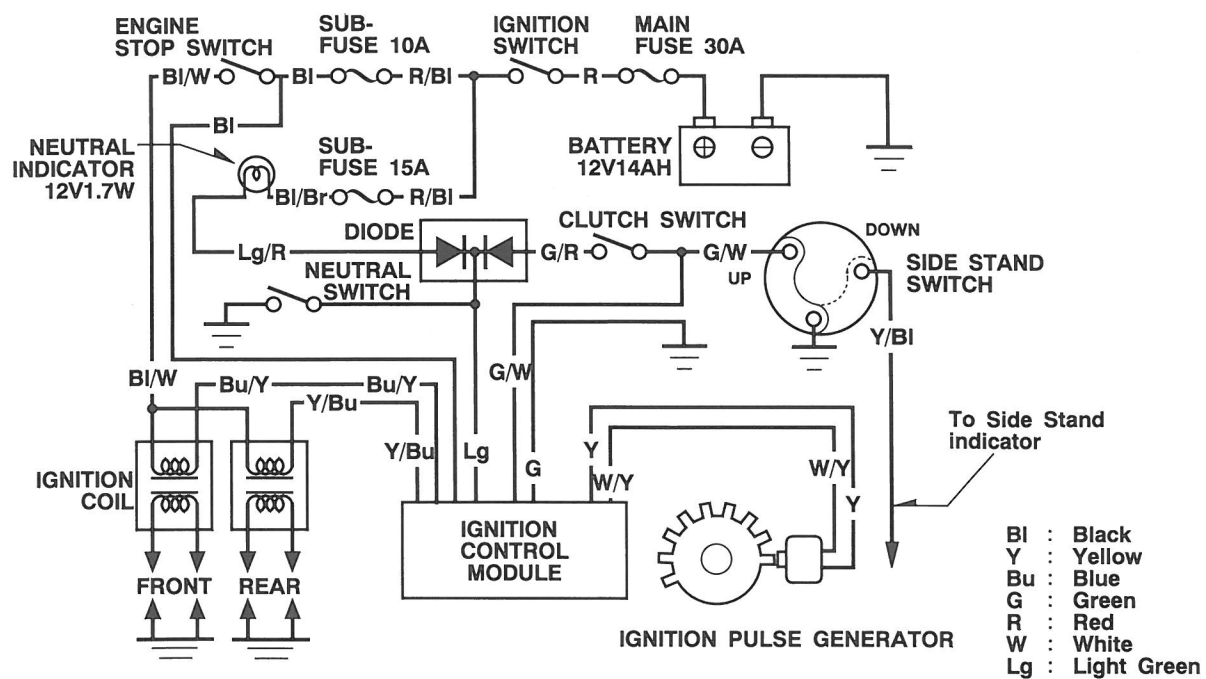 ENGINE
STOP SWITCH
SUB-
FUSE 10A
IGNITION
SWITCH
MAIN
FUSE 30A
Bl/W
Bl
R/Bl
R
Bl
NEUTRAL
INDICATOR
12V1.7W
SUB-
FUSE 15A
BATTERY
12V14AH
Bl/Br
R/Bl
DIODE
CLUTCH SWITCH
DOWN
Lg/R
G/R
G/W
UP
SIDE STAND
SWITCH
NEUTRAL
SWITCH
Y/Bl
Bl/W
Bu/Y
Bu/Y
G/W
Y/Bu
To Side Stand
indicator
Y/Bu
Lg
G
Y
W/Y
W/Y
Y
IGNITION
COIL
IGNITION
CONTROL
MODULE
FRONT
REAR
IGNITION PULSE GENERATOR
Bl : Black
Y : Yellow
Bu : Blue
G : Green
R : Red
W : White
Lg : Light Green